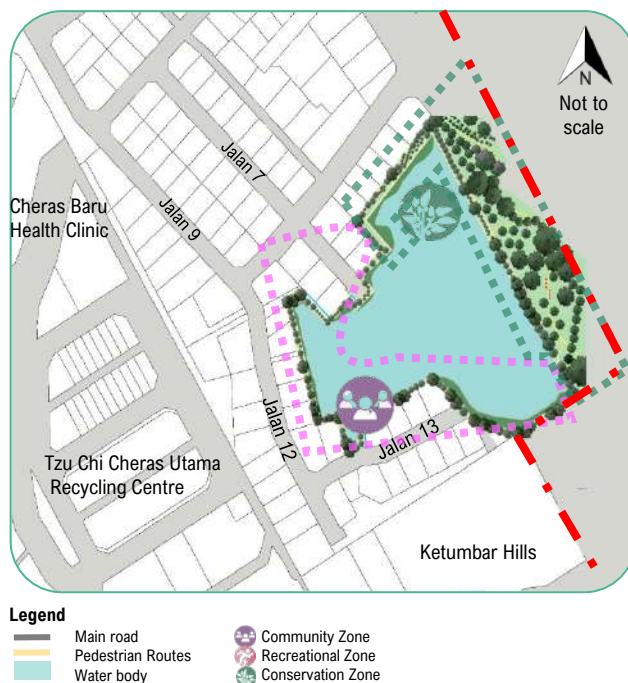 N
Not to
scale
Jalan 7
Cheras Baru
Health Clinic
Jalan 9
Jalan 12
Jalan 13
Tzu Chi Cheras Utama
Recycling Centre
Ketumbar Hills
Legend
Main road
Pedestrian Routes
Water body
Community Zone
Recreational Zone
Conservation Zone